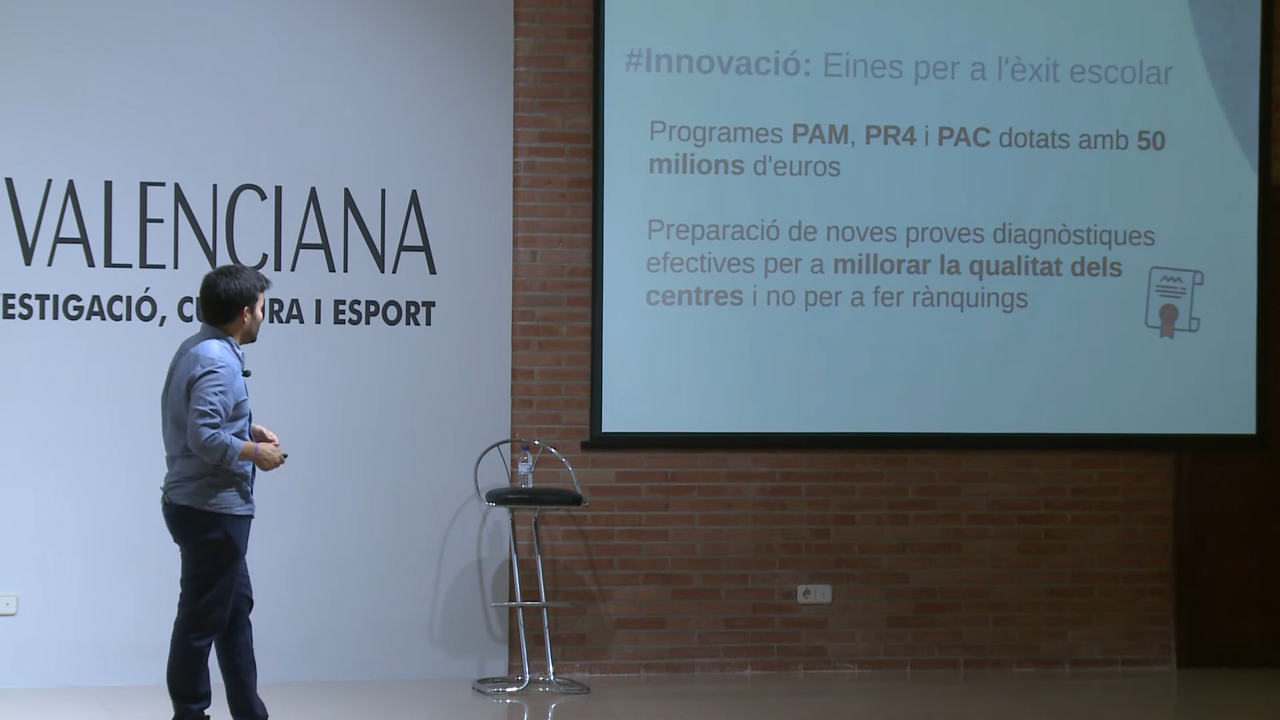 VALENCIANA
ESTIGACIÓ, CU RA I ESPORT
#Innovació: Eines per a l'èxit escolar
Programes PAM, PR4 i PAC dotats amb 50
milions d'euros
Preparació de noves proves diagnòstiques
efectives per a millorar la qualitat dels
centres i no per a fer rànquings